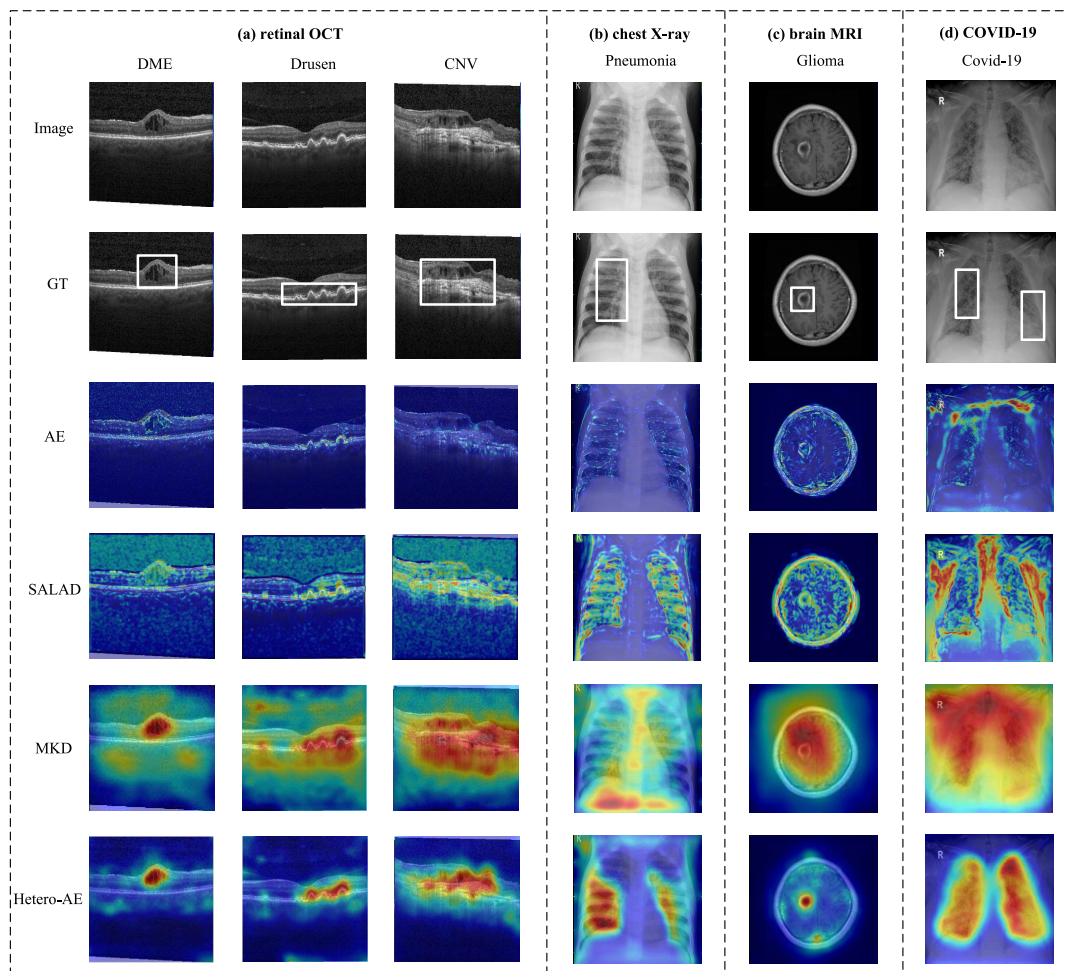 (a) retinal OCT (b) chest X-ray (c) brain MRI (d) COVID-19
DME Drusen CNV Pneumonia Glioma Covid-19
Image
R
GT
R
AE
R
SALAD
R
MKD
R
Hetero-AE
R